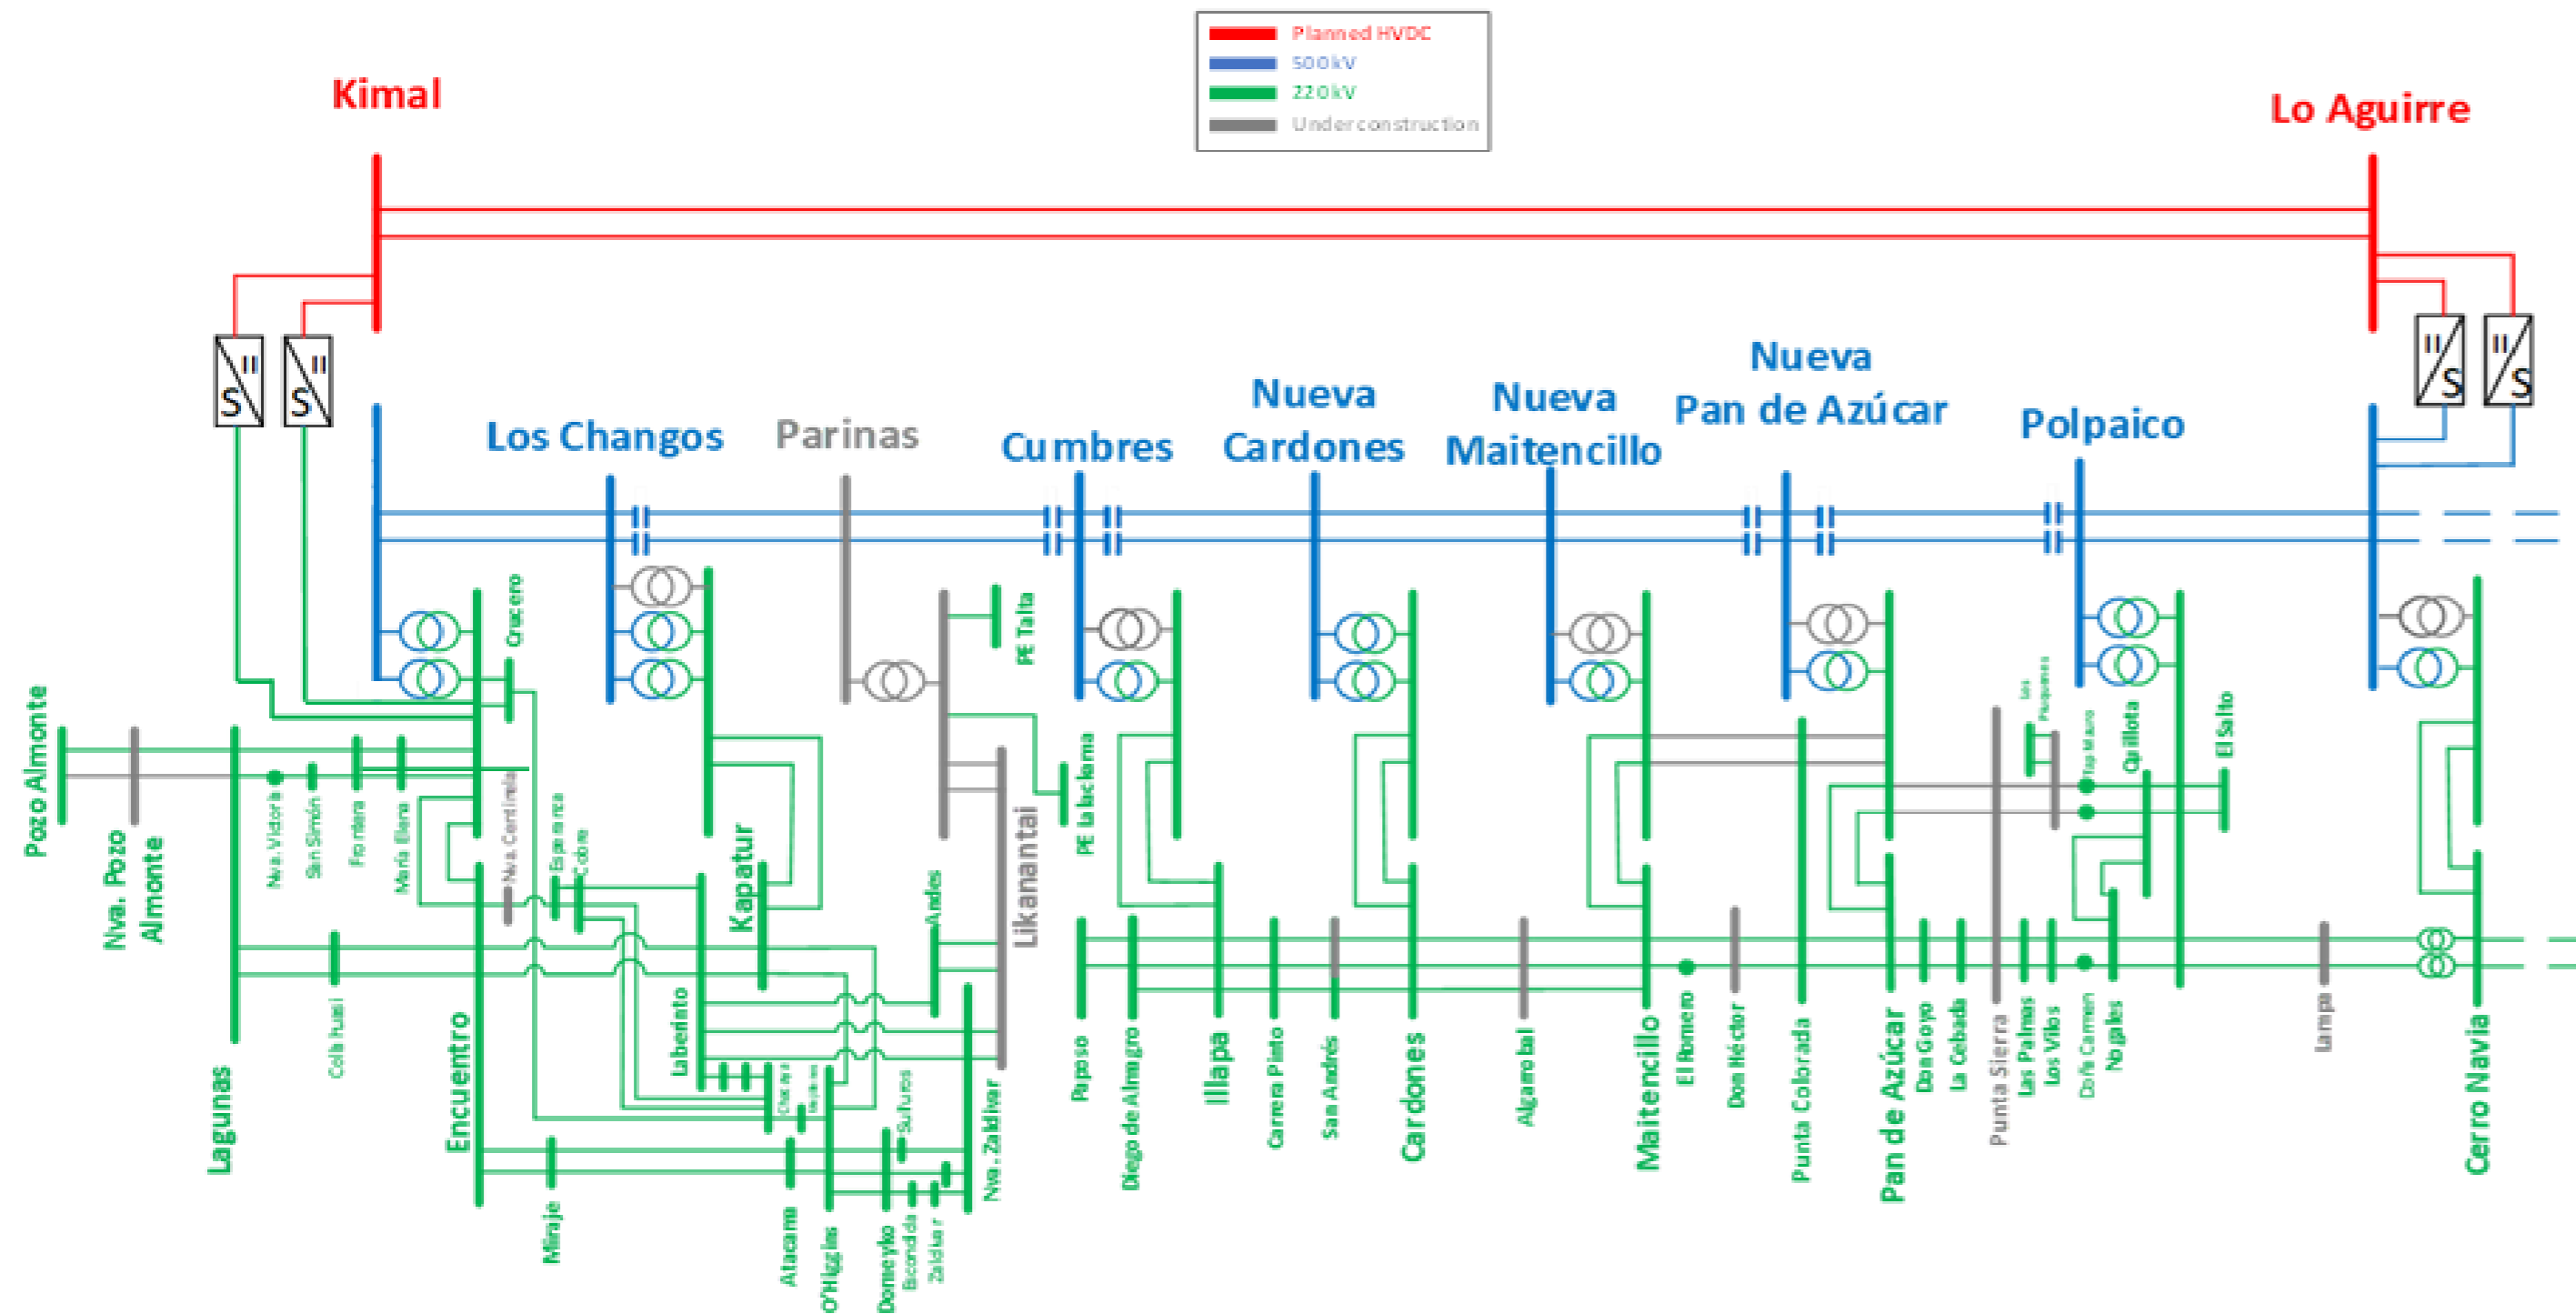 Planned HVDC
500kV
220kV
Under construction
Kimal
Lo Aguirre
Los Changos
Parinas
Cumbres
Nueva
Cardones
Nueva
Maitencillo
Nueva
Pan de Azúcar
Polpaico
S
=
S
=
=
S
=
S
Crucero
PE Talta
Pozo Almonte
Nva. Pozo
Almonte
Nva. Victoria
San Simón
Frontera
María Elena
Nva. Centinela
Esperanza
Cobre
Kapatur
Andes
Likanantai
Quillota
Tap Mauro
Los
Piuquenes
El Salto
Lagunas
Collahuasi
Encuentro
Laberinto
Miraje
Atacama
O'Higgins
Domeyko
Escondida
Zaldívar
Sulfuros
Nva. Zaldívar
Paposo
Diego de Almagro
Illapa
Carrera Pinto
San Andrés
Cardones
Algarrobal
Maitencillo
El Romero
Don Héctor
Punta Colorada
Pan de Azúcar
Don Goyo
La Cebada
Punta Sierra
Las Palmas
Los Vilos
Doña Carmen
Nogales
Lampa
Cerro Navia